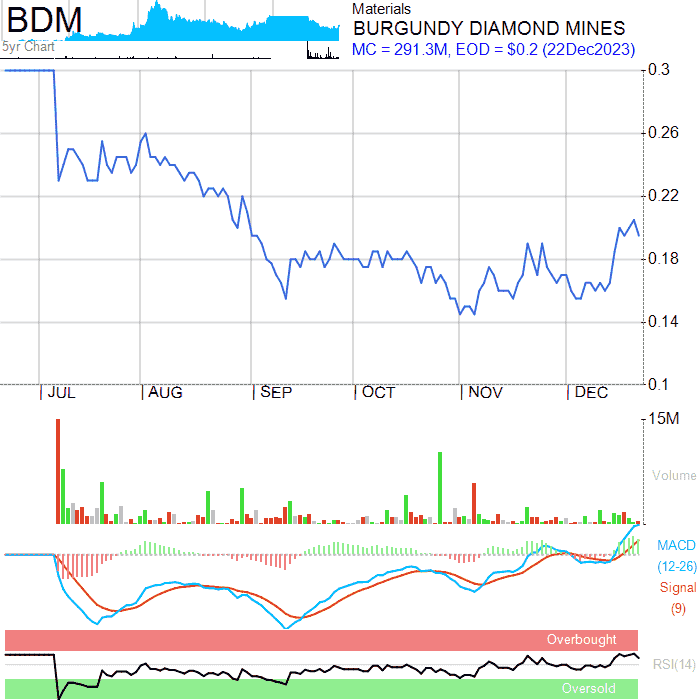 BDM
5yr Chart
Materials
BURGUNDY DIAMOND MINES
MC = 291.3M, EOD = $0.2 (22Dec2023)
0.3
0.26
0.22
0.18
0.14
0.1
JUL
AUG
SEP
OCT
NOV
DEC
15M
Volume
MACD
(12-26)
Signal
(9)
Overbought
RSI(14)
Oversold